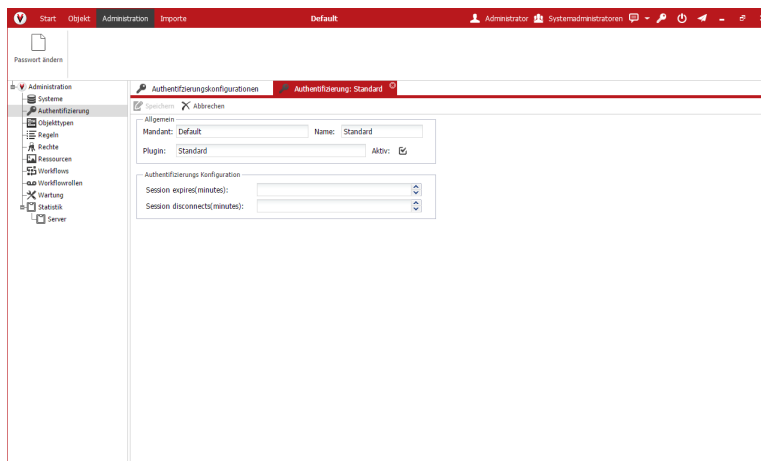 Start Objekt Administration Importe Default Administrator Systemadministratoren
Passwort ändern
Administration
Systeme
Authentifizierung
Objekttypen
Regeln
Rechte
Ressourcen
Workflows
Workflowrollen
Wartung
Statistik
Server
Authentifizierungskonfigurationen Authentifizierung: Standard
Speichern Abbrechen
Allgemein
Mandant: Default Name: Standard
Plugin: Standard Aktiv:
Authentifizierungs Konfiguration
Session expires(minutes):
Session disconnects(minutes):